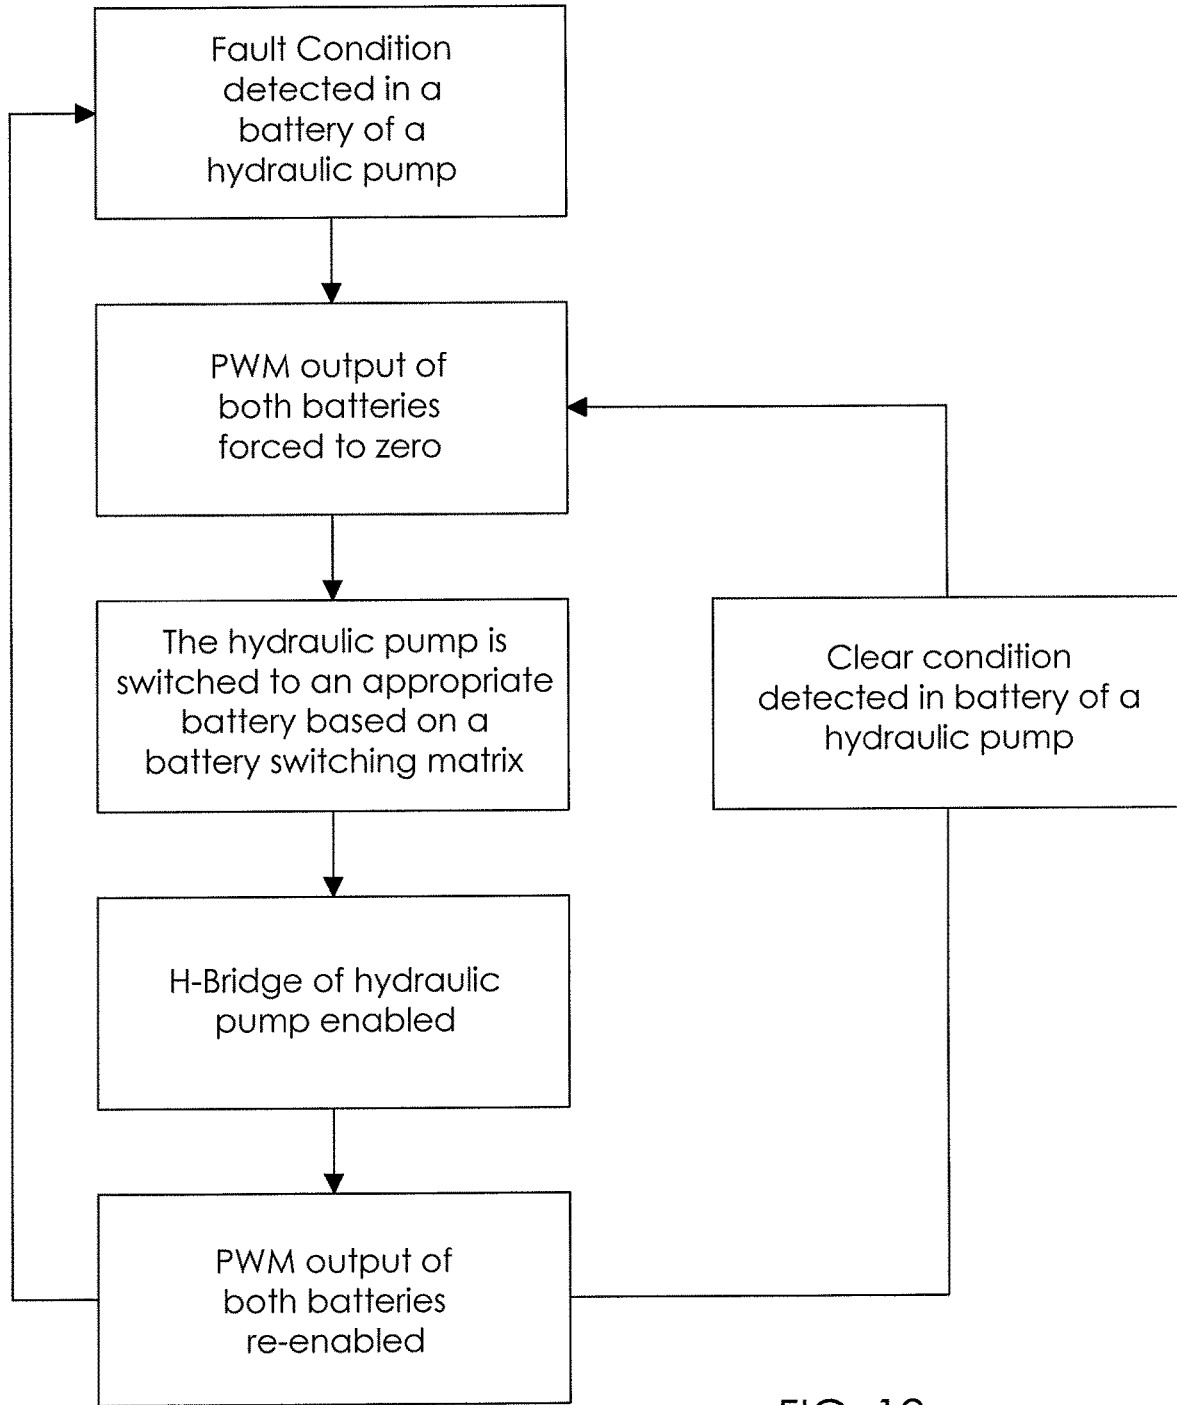 Fault Condition
detected in a
battery of a
hydraulic pump
PWM output of
both batteries
forced to zero
The hydraulic pump is
switched to an appropriate
battery based on a
battery switching matrix
Clear condition
detected in battery of a
hydraulic pump
H-Bridge of hydraulic
pump enabled
PWM output of
both batteries
re-enabled